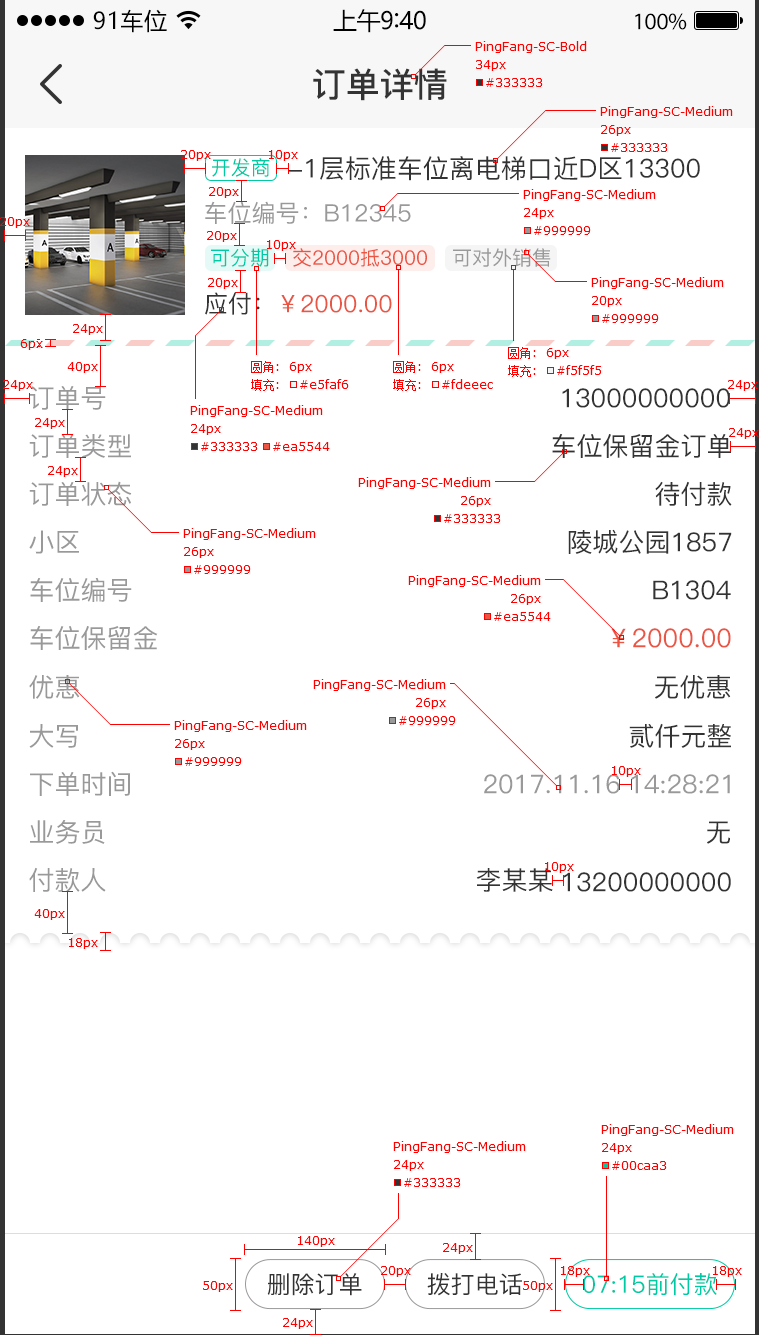 91车位 上午9:40 100%
PingFang-SC-Bold
34px
#333333
订单详情
PingFang-SC-Medium
26px
#333333
20px 10px
开发商 -1层标准车位离电梯口近D区13300
20px
PingFang-SC-Medium
24px
#999999
车位编号：B12345
20px
20px
10px
可分期 交2000抵3000 可对外销售
20px
PingFang-SC-Medium
20px
#999999
应付：￥2000.00
A A
24px
6px
圆角： 6px
填充： #e5faf6
圆角： 6px
填充： #fdeeec
圆角： 6px
填充： #f5f5f5
40px
24px 24px
订单号 13000000000
PingFang-SC-Medium
24px
#333333 #ea5544
24px 24px
订单类型 车位保留金订单
24px
PingFang-SC-Medium
26px
#333333
订单状态 待付款
PingFang-SC-Medium
26px
#999999
小区 陵城公园1857
PingFang-SC-Medium
26px
#ea5544
车位编号 B1304
车位保留金 ￥2000.00
PingFang-SC-Medium
26px
#999999
优惠 无优惠
PingFang-SC-Medium
26px
#999999
大写 贰仟元整
10px
下单时间 2017.11.16 14:28:21
业务员 无
10px
付款人 李某某 13200000000
40px
18px
PingFang-SC-Medium
24px
#333333
PingFang-SC-Medium
24px
#00caa3
140px 24px
50px 20px 50px 18px 18px
删除订单 拨打电话 07:15前付款
24px